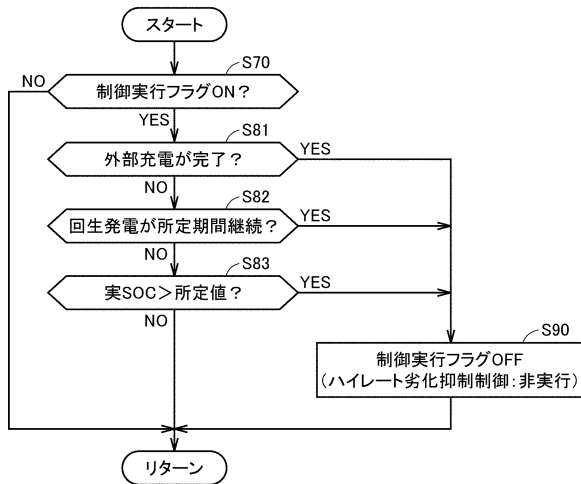 スタート
S70
NO
制御実行フラグON？
YES
S81
外部充電が完了？
YES
NO
S82
回生発電が所定期間継続？
YES
NO
S83
実SOC＞所定値？
YES
NO
S90
制御実行フラグOFF
（ハイレート劣化抑制制御：非実行）
リターン